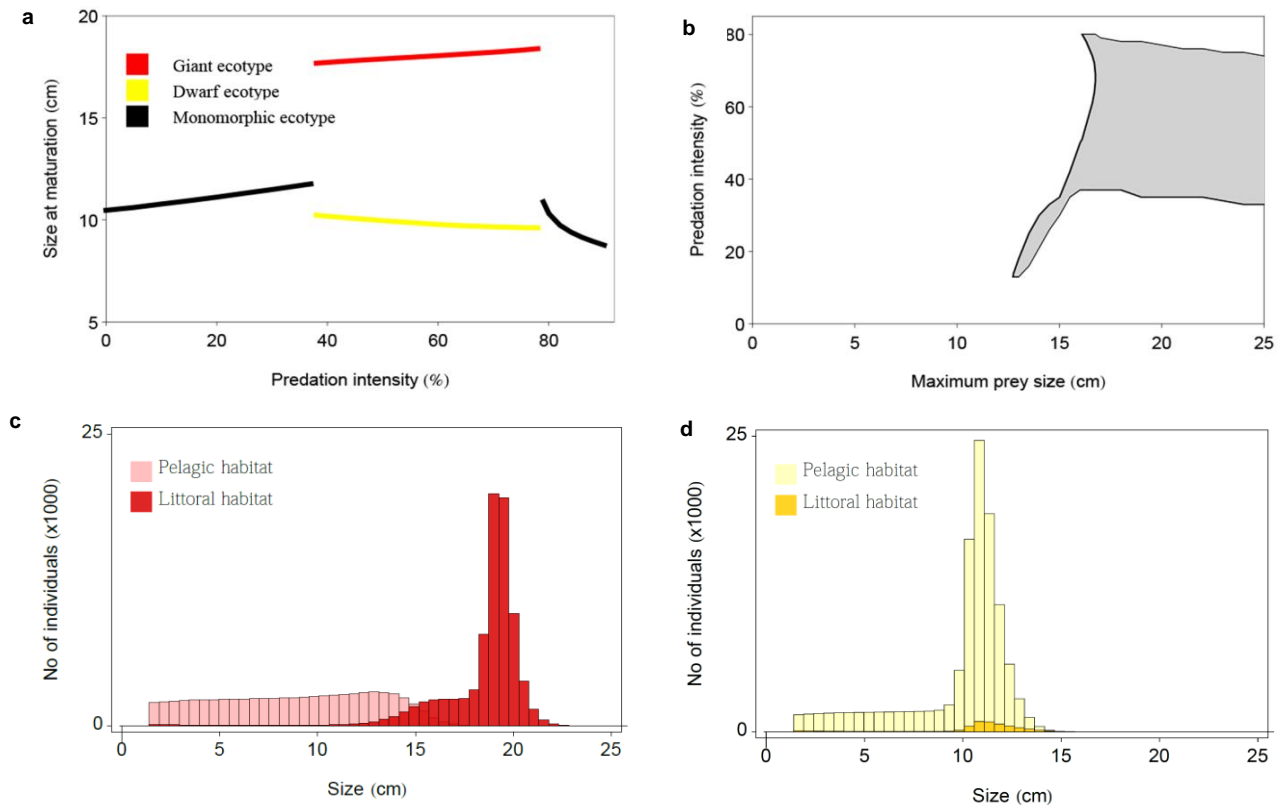 a
20
15
10
5
Size at maturation (cm)
Giant ecotype
Dwarf ecotype
Monomorphic ecotype
0 20 40 60 80
Predation intensity (%)
b
80
60
40
20
0
Predation intensity (%)
0 5 10 15 20 25
Maximum prey size (cm)
c
25
0
No of individuals (x1000)
Pelagic habitat
Littoral habitat
0 5 10 15 20 25
Size (cm)
d
25
0
No of individuals (x1000)
Pelagic habitat
Littoral habitat
0 5 10 15 20 25
Size (cm)